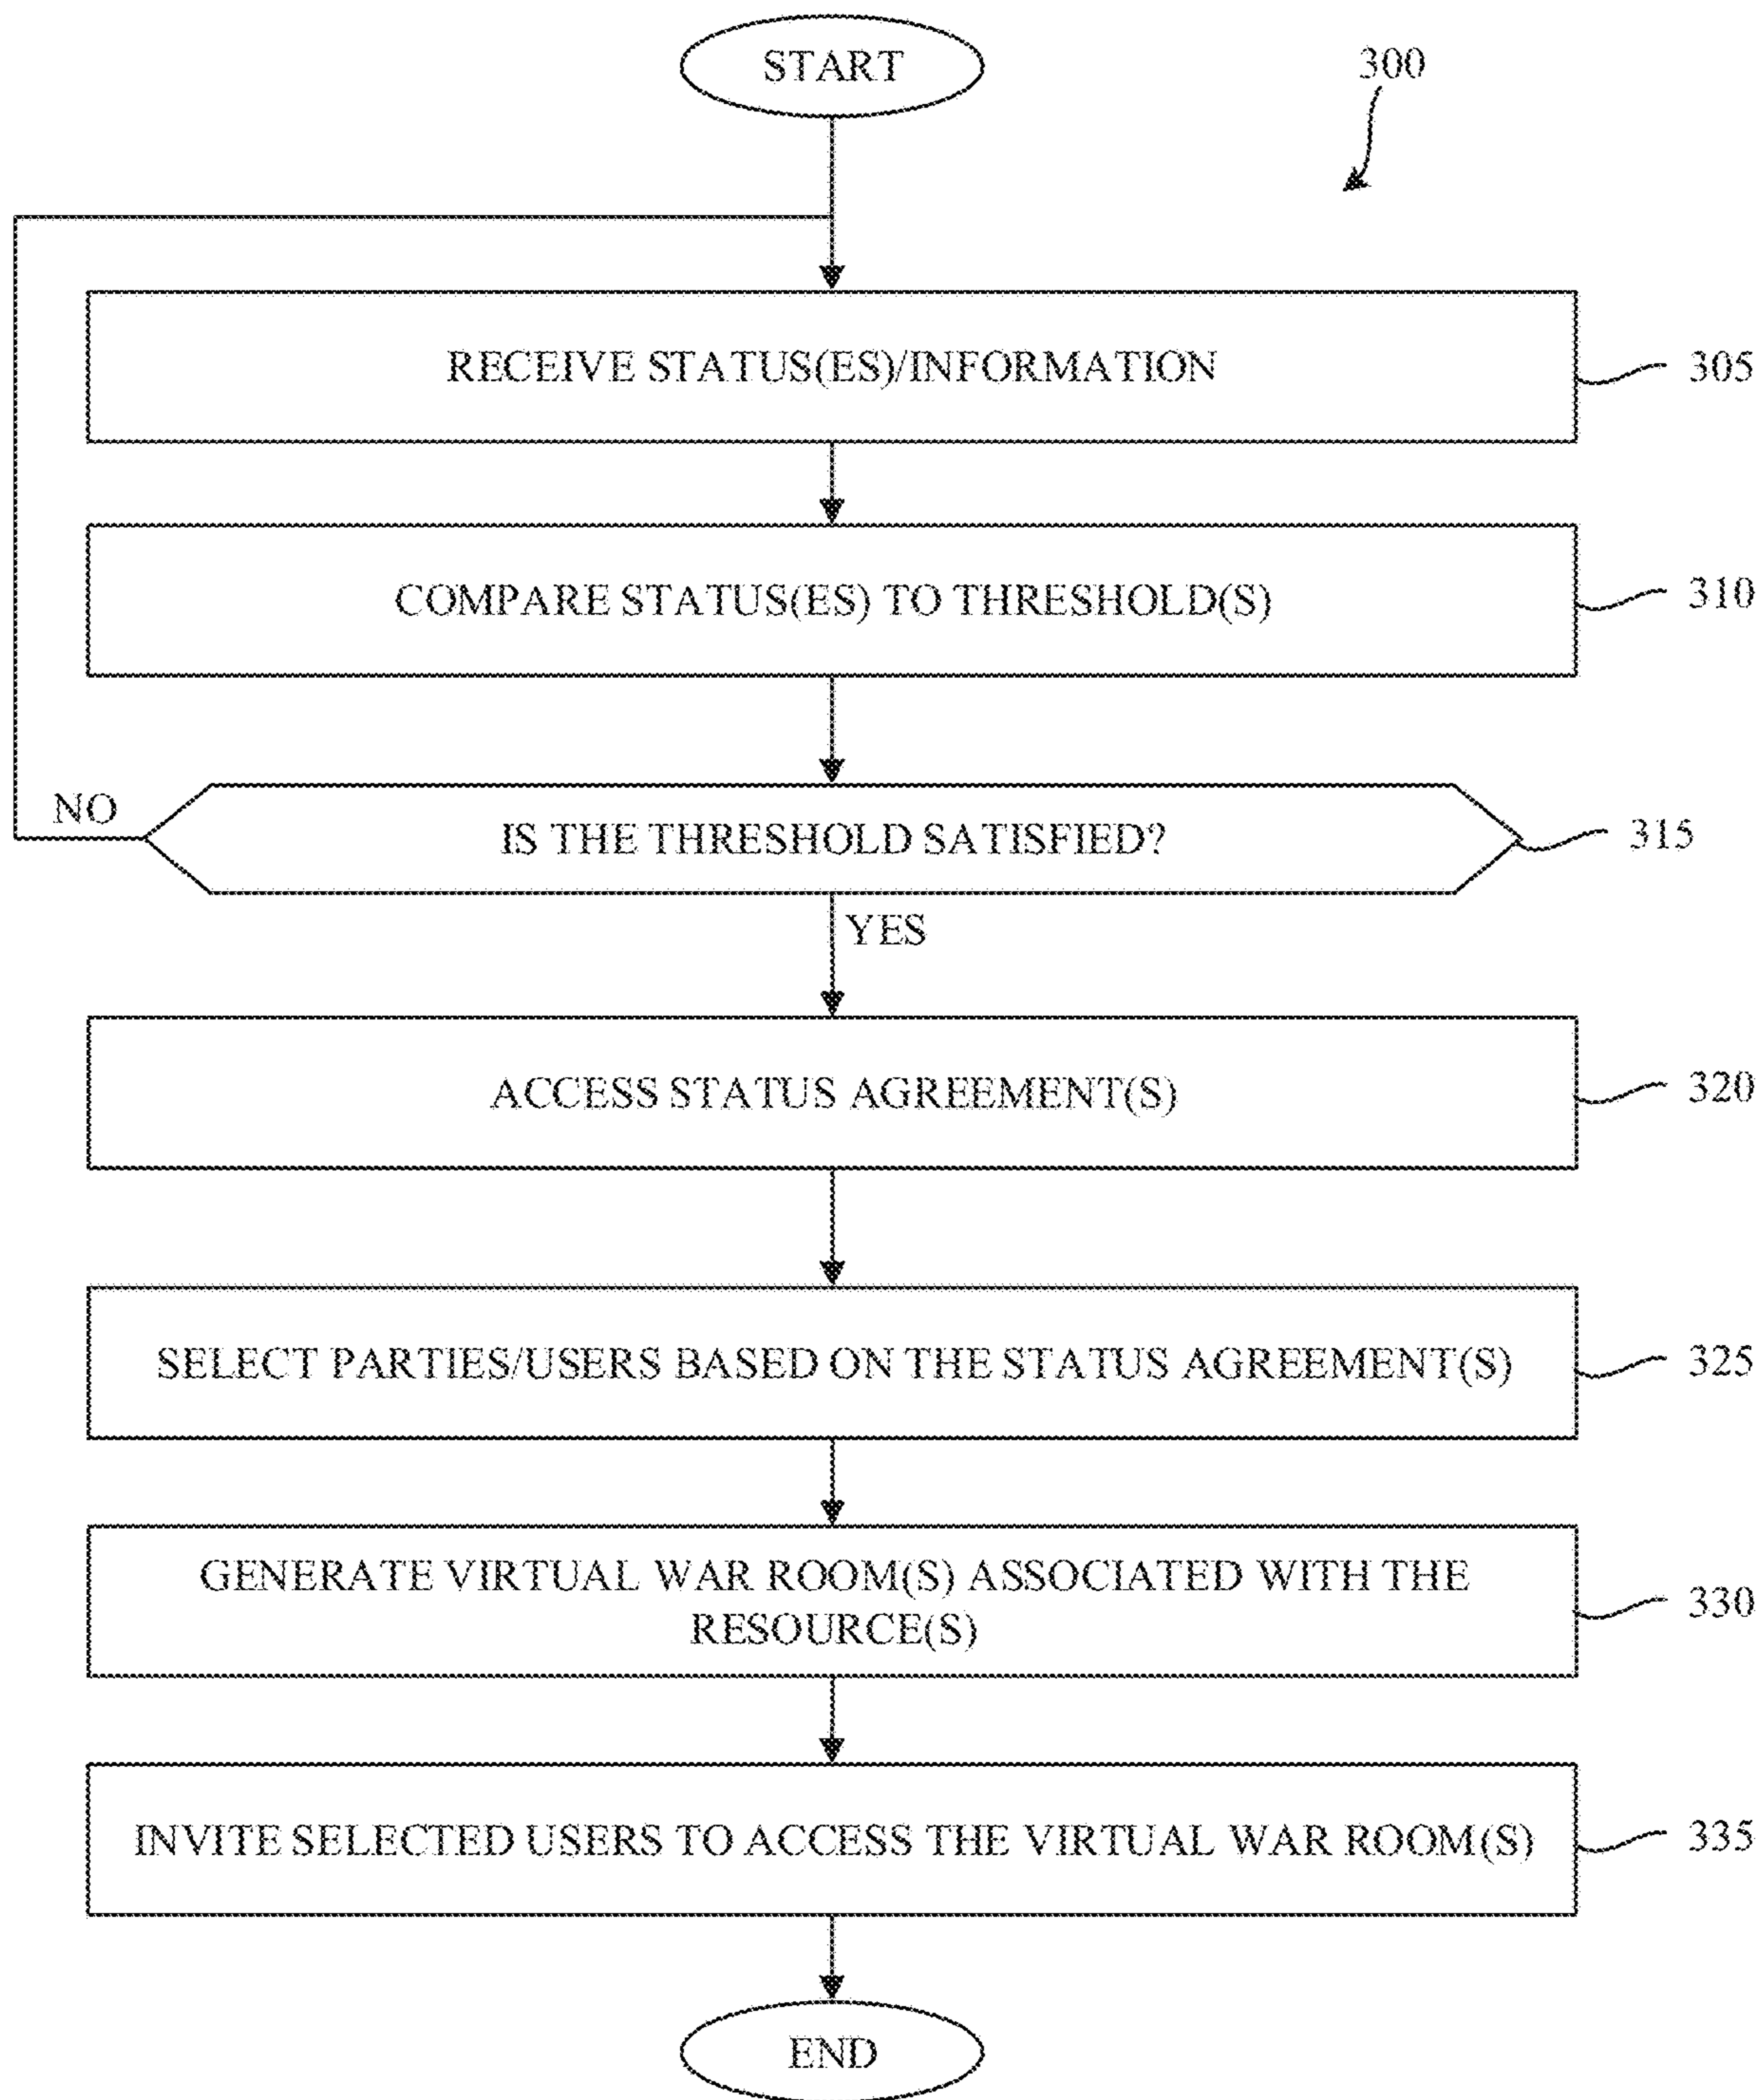 START
300
RECEIVE STATUS(ES)/INFORMATION
305
COMPARE STATUS(ES) TO THRESHOLD(S)
310
NO
IS THE THRESHOLD SATISFIED?
315
YES
ACCESS STATUS AGREEMENT(S)
320
SELECT PARTIES/USERS BASED ON THE STATUS AGREEMENT(S)
325
GENERATE VIRTUAL WAR ROOM(S) ASSOCIATED WITH THE
RESOURCE(S)
330
INVITE SELECTED USERS TO ACCESS THE VIRTUAL WAR ROOM(S)
335
END